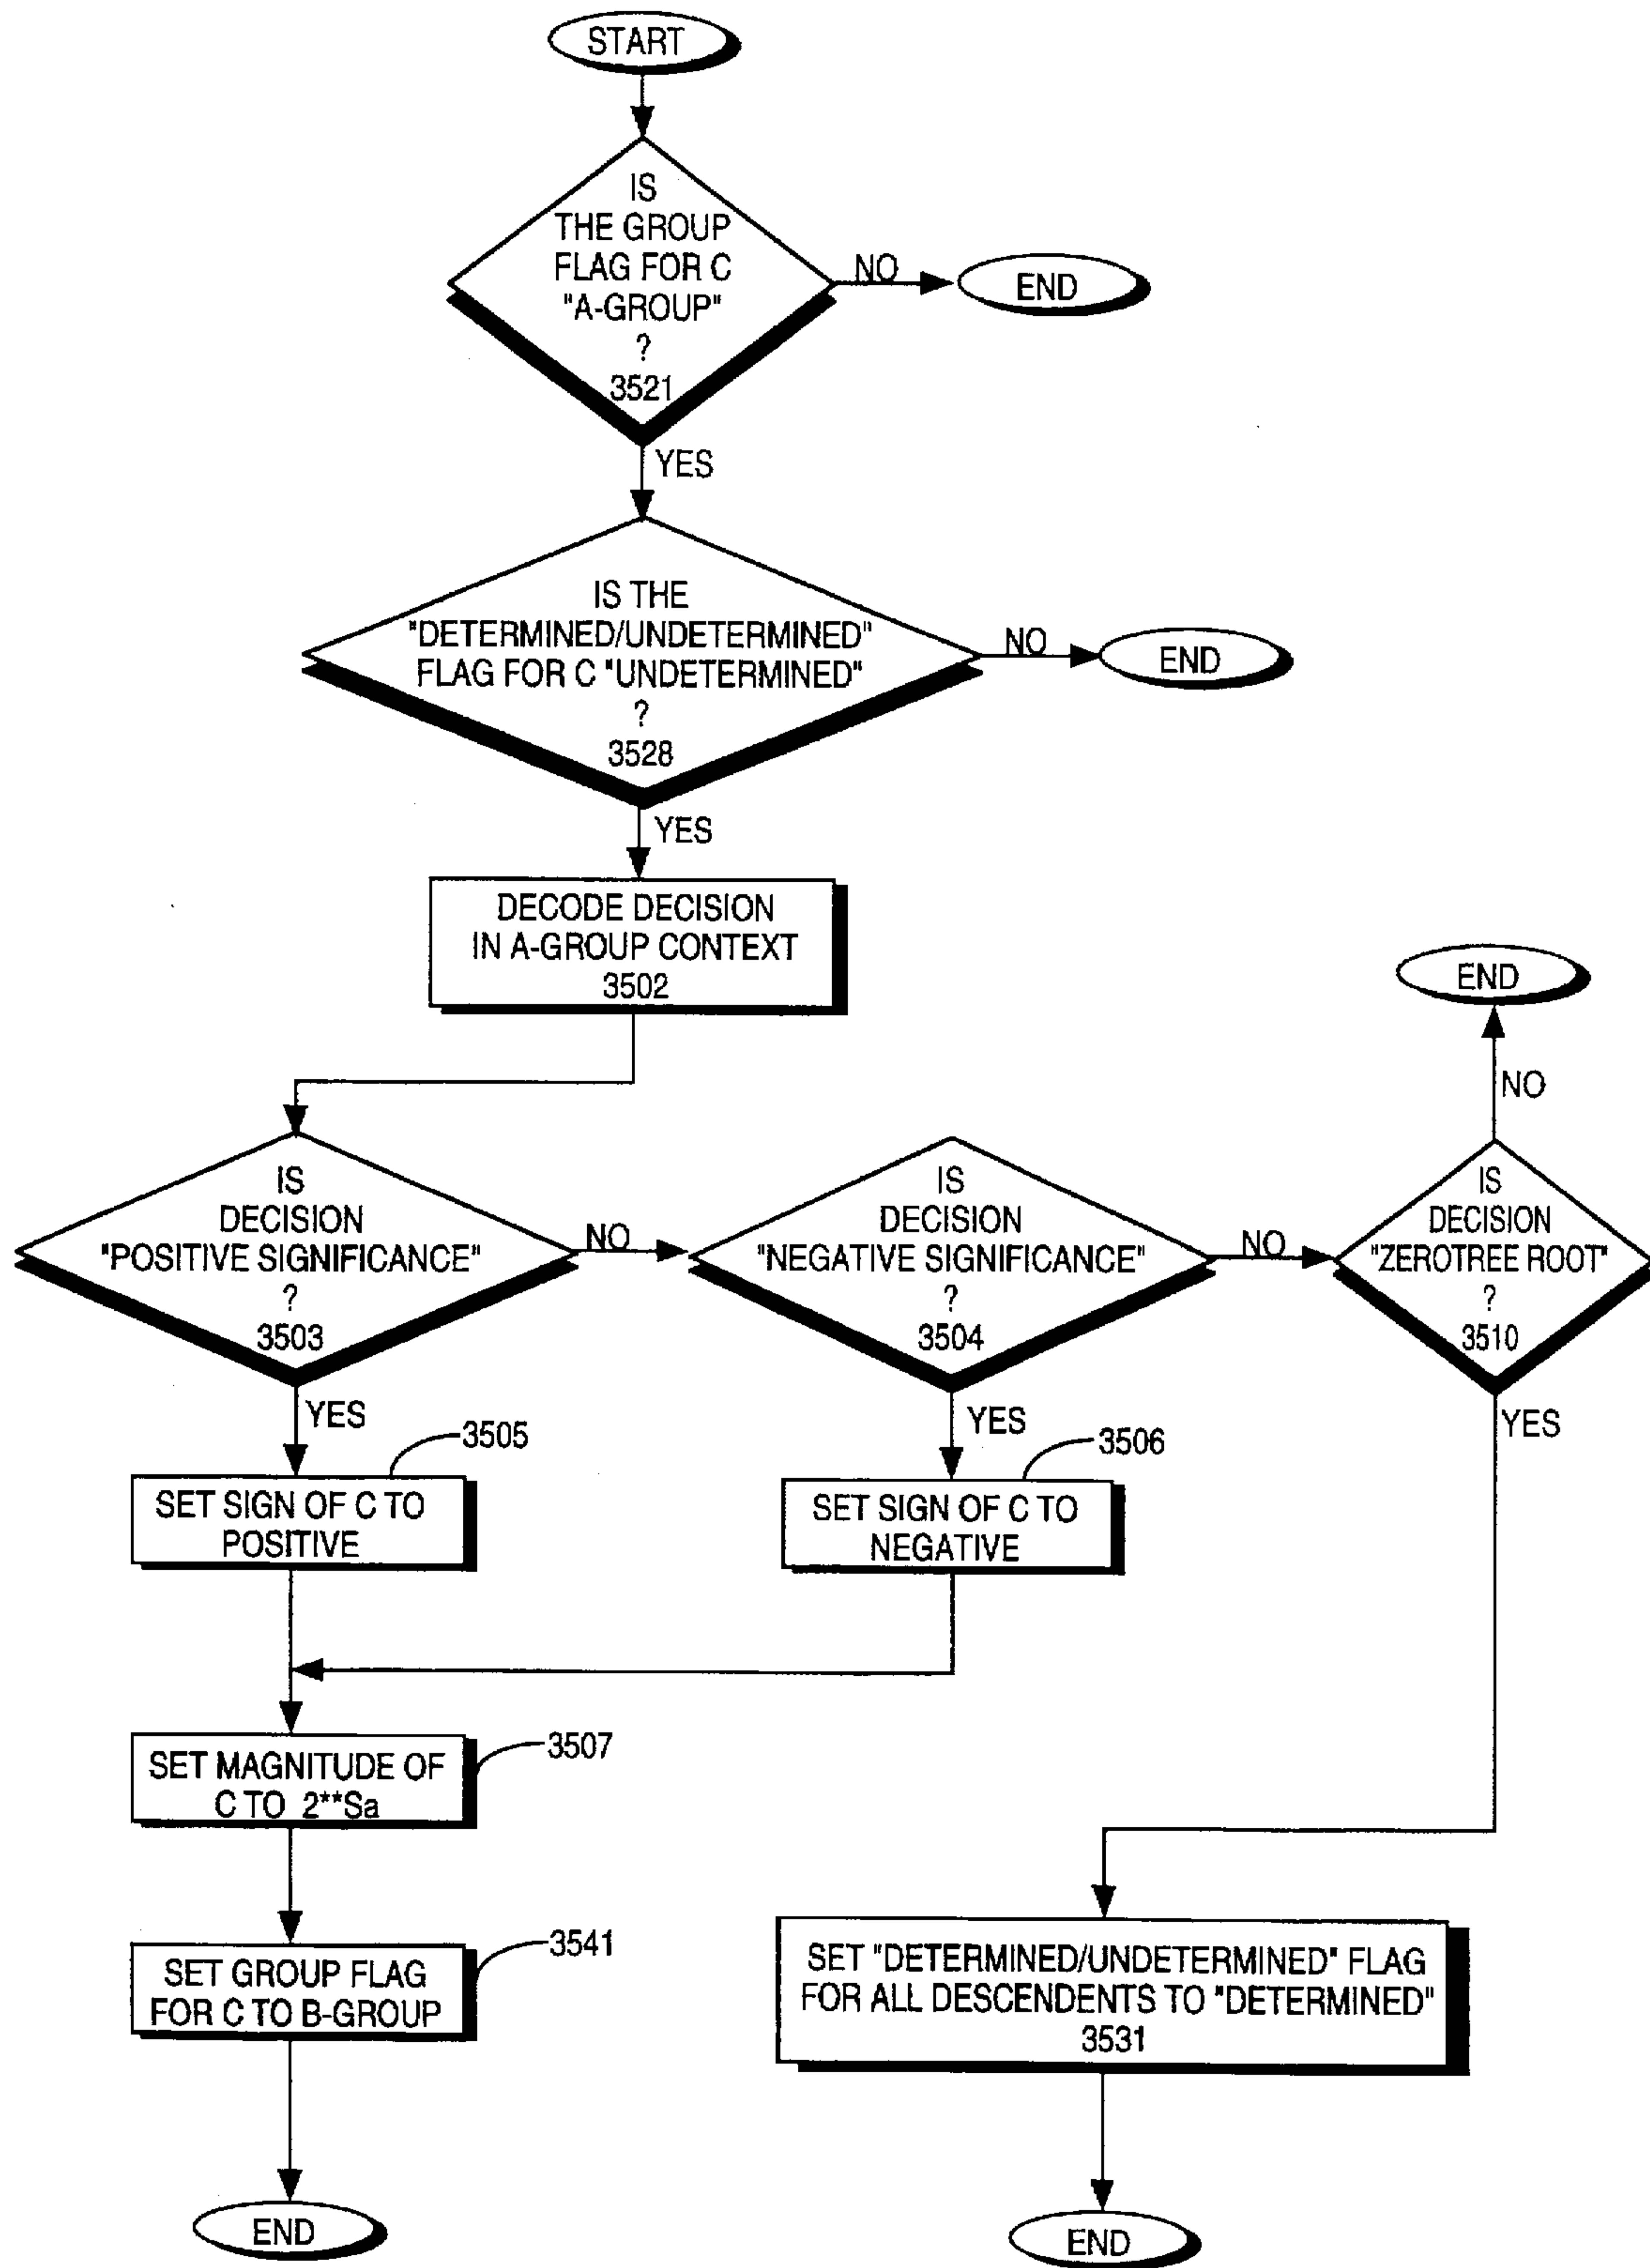 START
IS
THE GROUP
FLAG FOR C
"A-GROUP"
?
3521
NO
END
YES
IS THE
"DETERMINED/UNDETERMINED"
FLAG FOR C "UNDETERMINED"
?
3528
NO
END
YES
DECODE DECISION
IN A-GROUP CONTEXT
3502
END
NO
IS
DECISION
"POSITIVE SIGNIFICANCE"
?
3503
NO
IS
DECISION
"NEGATIVE SIGNIFICANCE"
?
3504
NO
IS
DECISION
"ZEROTREE ROOT"
?
3510
YES
3505
SET SIGN OF C TO
POSITIVE
YES
3506
SET SIGN OF C TO
NEGATIVE
YES
SET MAGNITUDE OF
C TO 2**Sa
3507
SET GROUP FLAG
FOR C TO B-GROUP
3541
SET "DETERMINED/UNDETERMINED" FLAG
FOR ALL DESCENDENTS TO "DETERMINED"
3531
END
END